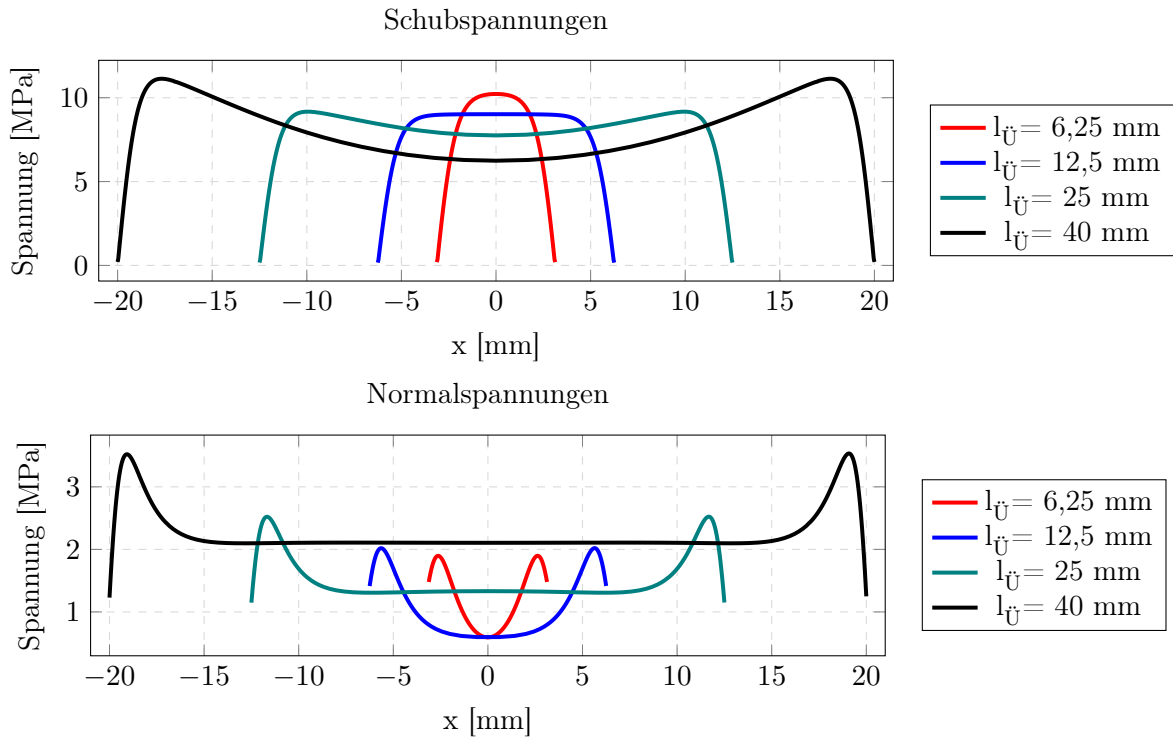 Schubspannungen
Spannung [MPa]
10
5
0
−20
−15
−10
−5
0
5
10
15
20
x [mm]
lÜ= 6,25 mm
lÜ= 12,5 mm
lÜ= 25 mm
lÜ= 40 mm
Normalspannungen
Spannung [MPa]
3
2
1
−20
−15
−10
−5
0
5
10
15
20
x [mm]
lÜ= 6,25 mm
lÜ= 12,5 mm
lÜ= 25 mm
lÜ= 40 mm